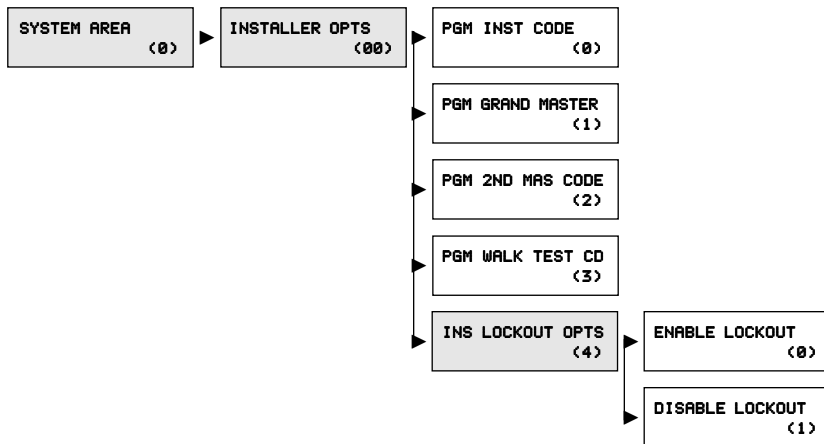 SYSTEM AREA
(0)
INSTALLER OPTS
(00)
PGM INST CODE
(0)
PGM GRAND MASTER
(1)
PGM 2ND MAS CODE
(2)
PGM WALK TEST CD
(3)
INS LOCKOUT OPTS
(4)
ENABLE LOCKOUT
(0)
DISABLE LOCKOUT
(1)